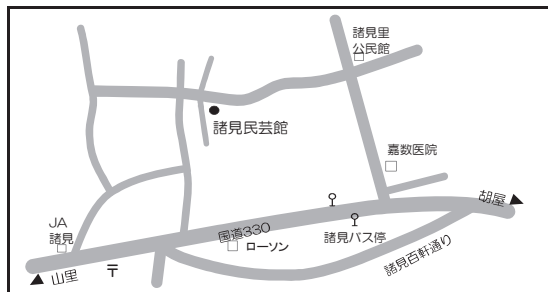 諸見里
公民館
諸見民芸館
嘉数医院
胡屋
国道330
諸見バス停
ローソン
諸見百軒通り
JA
諸見
山里
〒